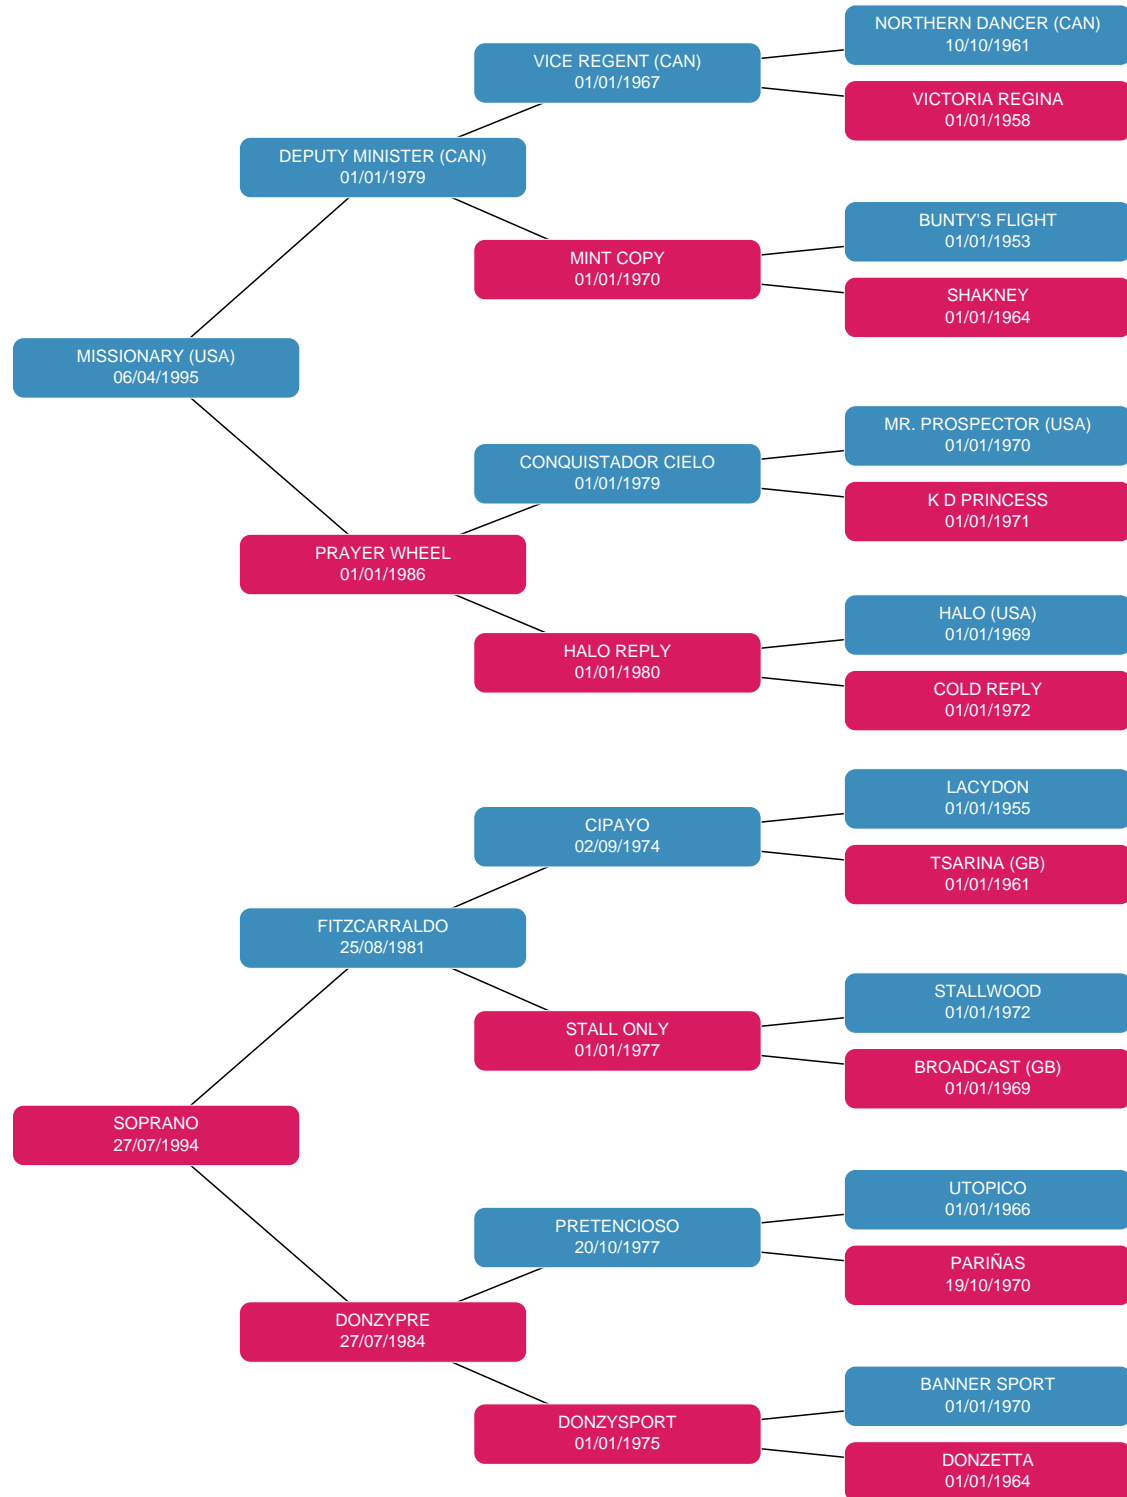 NORTHERN DANCER (CAN)
10/10/1961
VICE REGENT (CAN)
01/01/1967
VICTORIA REGINA
01/01/1958
DEPUTY MINISTER (CAN)
01/01/1979
BUNTY'S FLIGHT
01/01/1953
MINT COPY
01/01/1970
SHAKNEY
01/01/1964
MISSIONARY (USA)
06/04/1995
MR. PROSPECTOR (USA)
01/01/1970
CONQUISTADOR CIELO
01/01/1979
K D PRINCESS
01/01/1971
PRAYER WHEEL
01/01/1986
HALO (USA)
01/01/1969
HALO REPLY
01/01/1980
COLD REPLY
01/01/1972
LACYDON
01/01/1955
CIPAYO
02/09/1974
TSARINA (GB)
01/01/1961
FITZCARRALDO
25/08/1981
STALLWOOD
01/01/1972
STALL ONLY
01/01/1977
BROADCAST (GB)
01/01/1969
SOPRANO
27/07/1994
UTOPICO
01/01/1966
PRETENCIOSO
20/10/1977
PARIÑAS
19/10/1970
DONZYPRE
27/07/1984
BANNER SPORT
01/01/1970
DONZYSPORT
01/01/1975
DONZETTA
01/01/1964